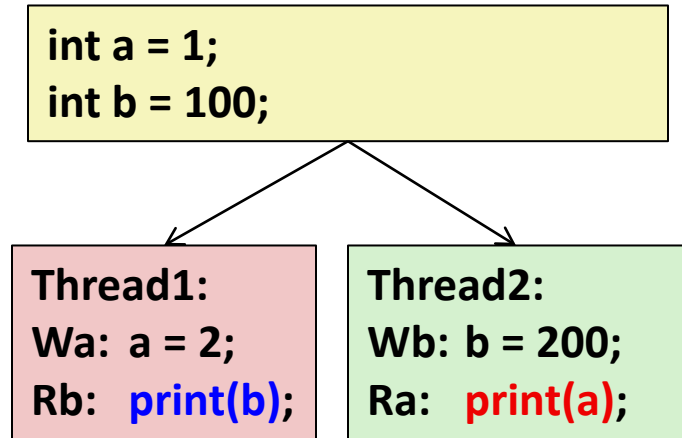 int a = 1;
int b = 100;
Thread1:
Wa: a = 2;
Rb: print(b);
Thread2:
Wb: b = 200;
Ra: print(a);